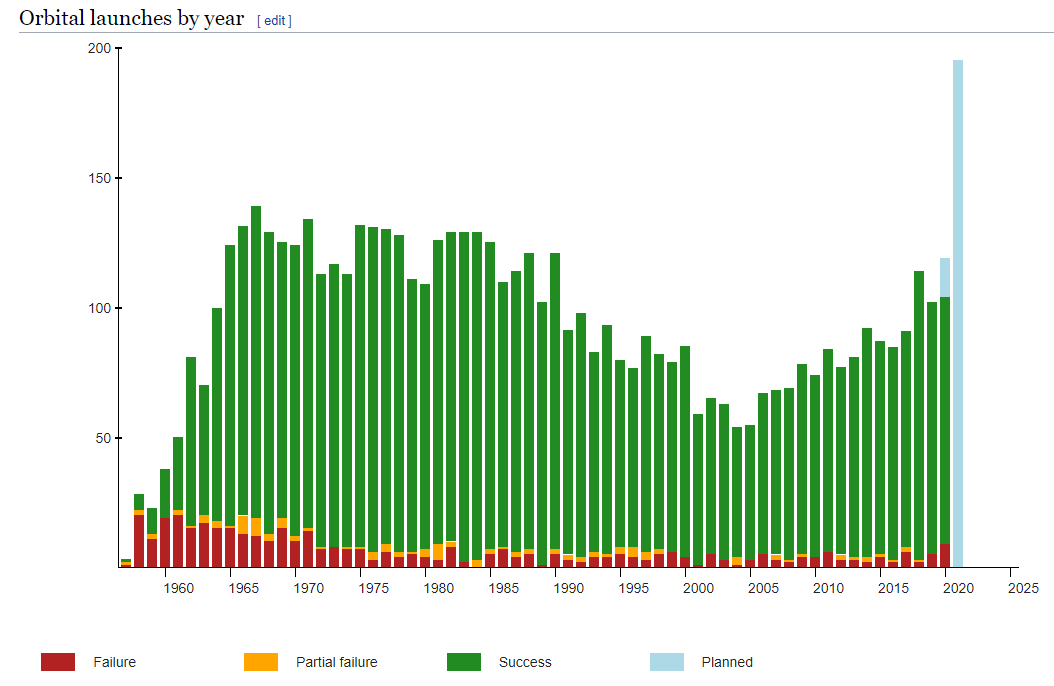 Orbital launches by year [ edit ]
200
150
100
50
1960 1965 1970 1975 1980 1985 1990 1995 2000 2005 2010 2015 2020 2025
Failure Partial failure Success Planned